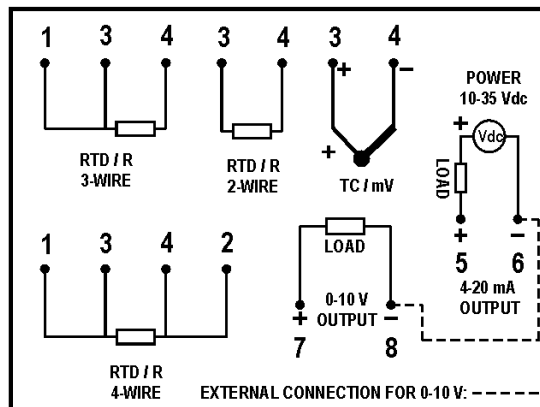 1 3 4 3 4 3 4
+ −
POWER
10-35 Vdc
+ −
Vdc
LOAD
+
RTD / R
3-WIRE
RTD / R
2-WIRE
TC / mV
+ −
5 6
4-20 mA
OUTPUT
1 3 4 2
LOAD
0-10 V
OUTPUT
+ −
7 8
RTD / R
4-WIRE
EXTERNAL CONNECTION FOR 0-10 V: